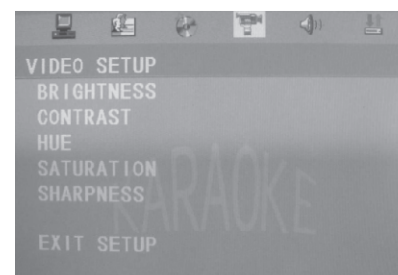 VIDEO SETUP
BRIGHTNESS
CONTRAST
HUE
SATURATION
SHARPNESS
KARAOKE
EXIT SETUP